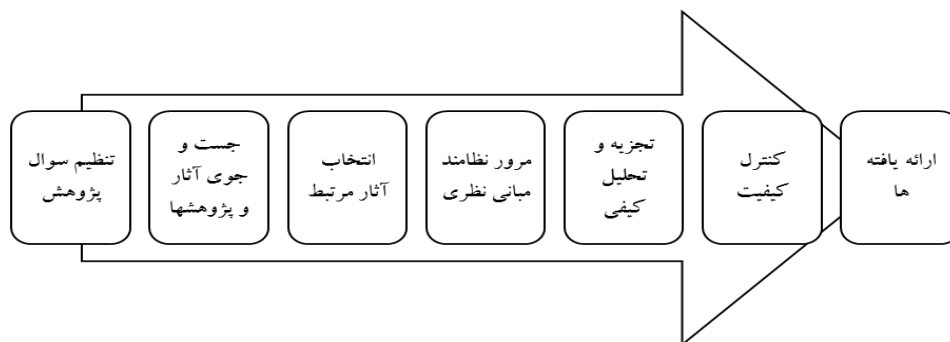 تنظیم سوال
پژوهش
جست و
جوی آثار
و پژوهشها
انتخاب
آثار مرتبط
مرور نظامند
مبانی نظری
تجزیه و
تحلیل
کیفی
کنترل
کیفیت
ارائه یافته
ها